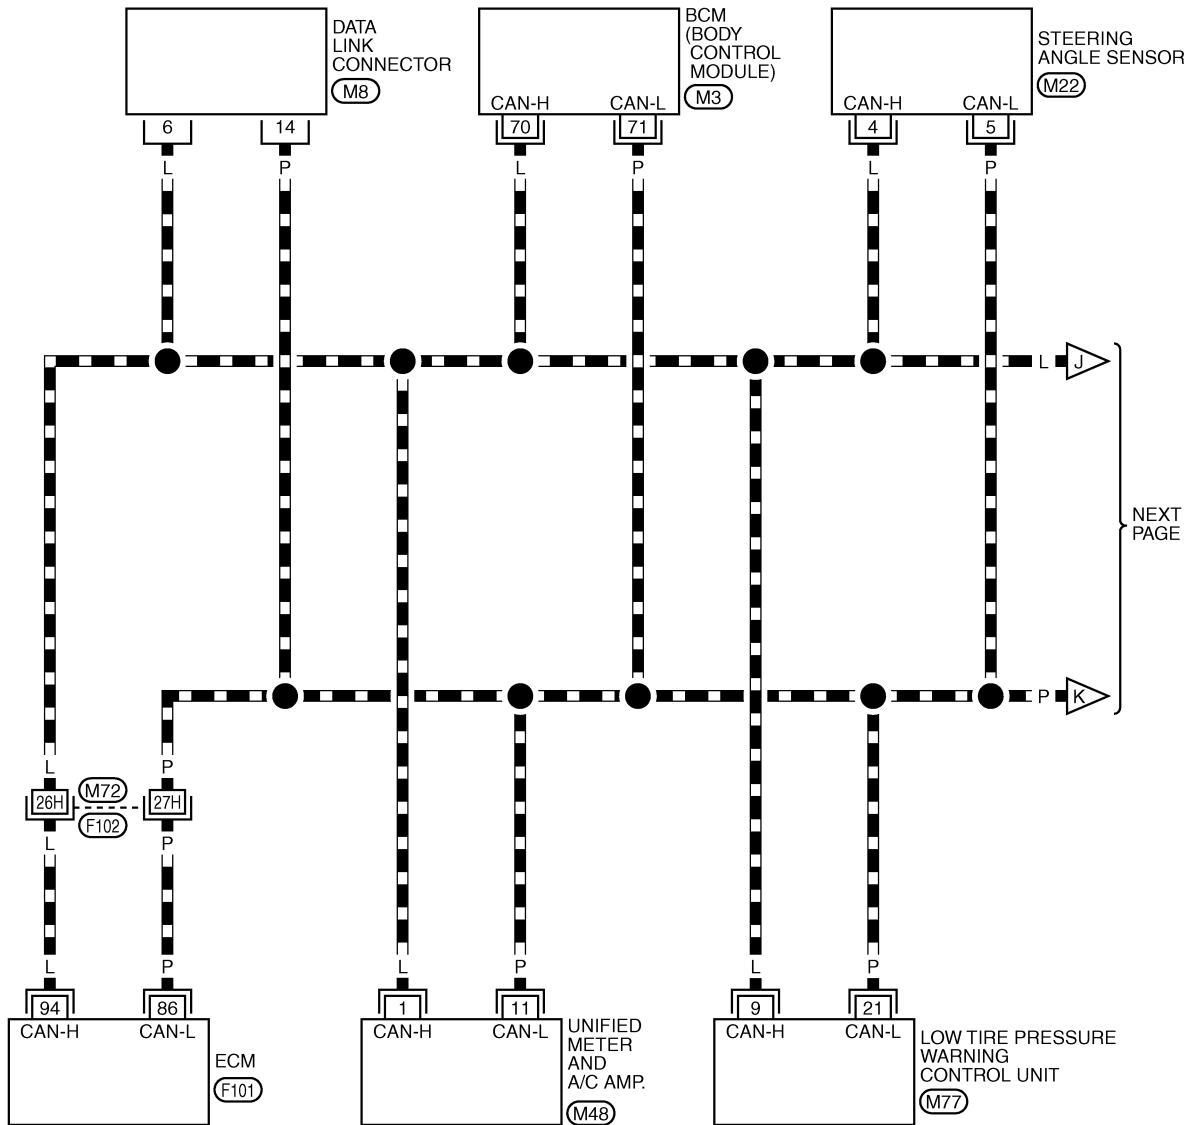 DATA
LINK
CONNECTOR
M8
BCM
(BODY
CONTROL
MODULE)
M3
STEERING
ANGLE SENSOR
M22
CAN-H
CAN-L
CAN-H
CAN-L
6
14
70
71
4
5
L
P
L
P
L
P
L
J
NEXT
PAGE
P
K
L
P
26H
M72
27H
F102
L
P
L
P
L
P
L
P
94
86
1
11
9
21
CAN-H
CAN-L
CAN-H
CAN-L
CAN-H
CAN-L
ECM
F101
UNIFIED
METER
AND
A/C AMP.
M48
LOW TIRE PRESSURE
WARNING
CONTROL UNIT
M77